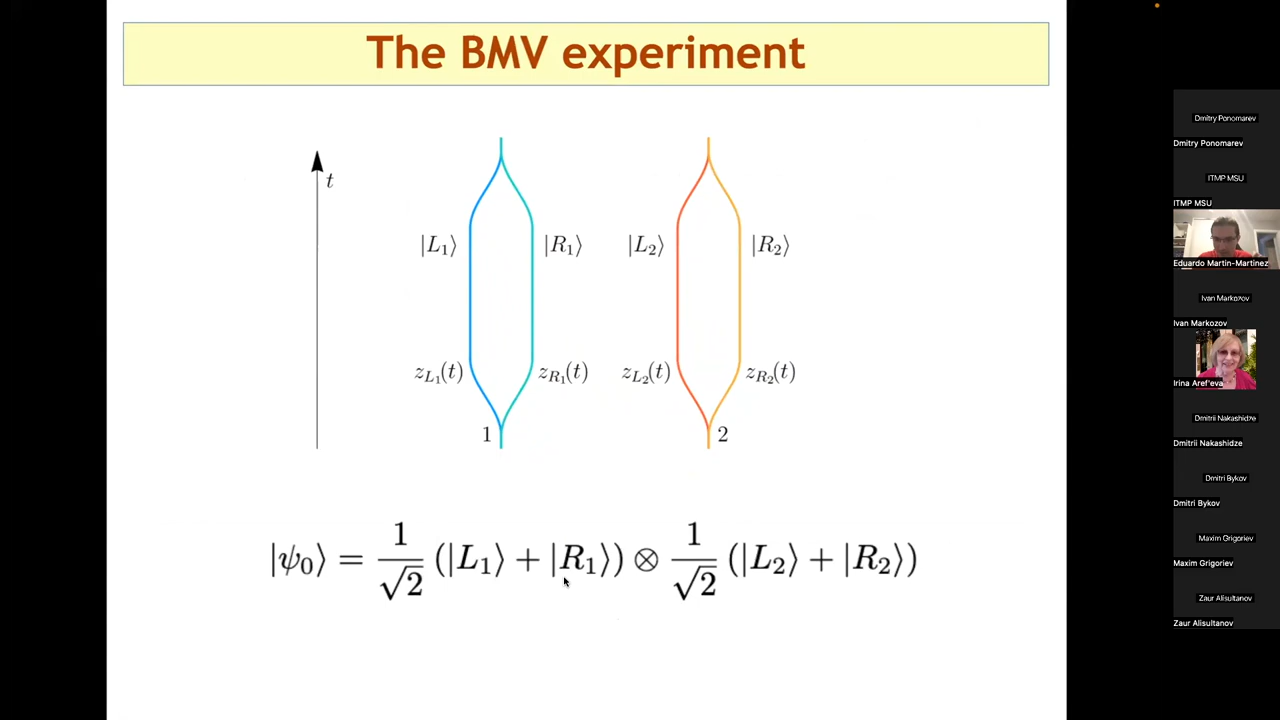 The BMV experiment
t
|L₁⟩ |R₁⟩ |L₂⟩ |R₂⟩
z_{L₁}(t) z_{R₁}(t) z_{L₂}(t) z_{R₂}(t)
1 2
|ψ₀⟩ = 1/√2 (|L₁⟩ + |R₁⟩) ⊗ 1/√2 (|L₂⟩ + |R₂⟩)
Dmitry Ponomarev
Dmitry Ponomarev
ITMP MSU
ITMP MSU
Eduardo Martin-Martinez
Ivan Markozov
Ivan Markozov
Irina Aref'eva
Dmitrii Nakashidze
Dmitrii Nakashidze
Dmitri Bykov
Dmitri Bykov
Maxim Grigoriev
Maxim Grigoriev
Zaur Alisultanov
Zaur Alisultanov